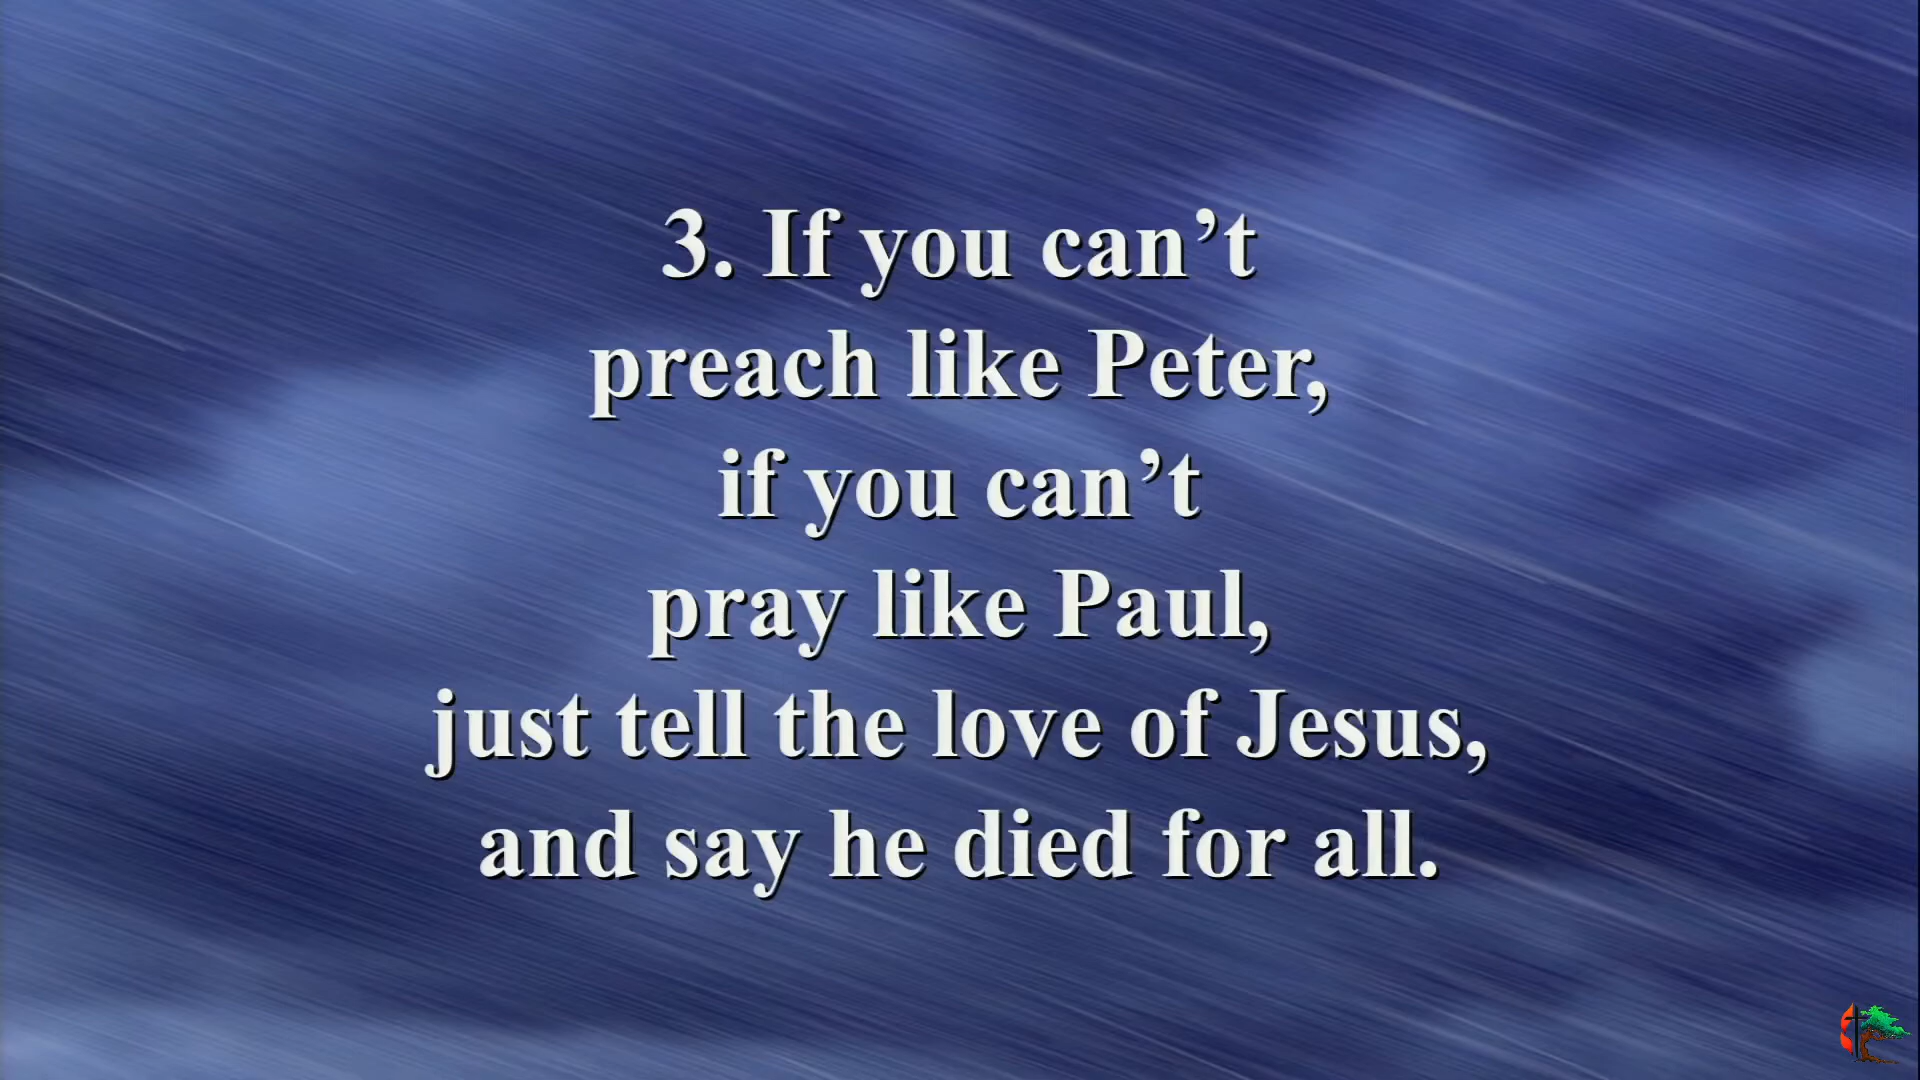 3. If you can’t
preach like Peter,
if you can’t
pray like Paul,
just tell the love of Jesus,
and say he died for all.